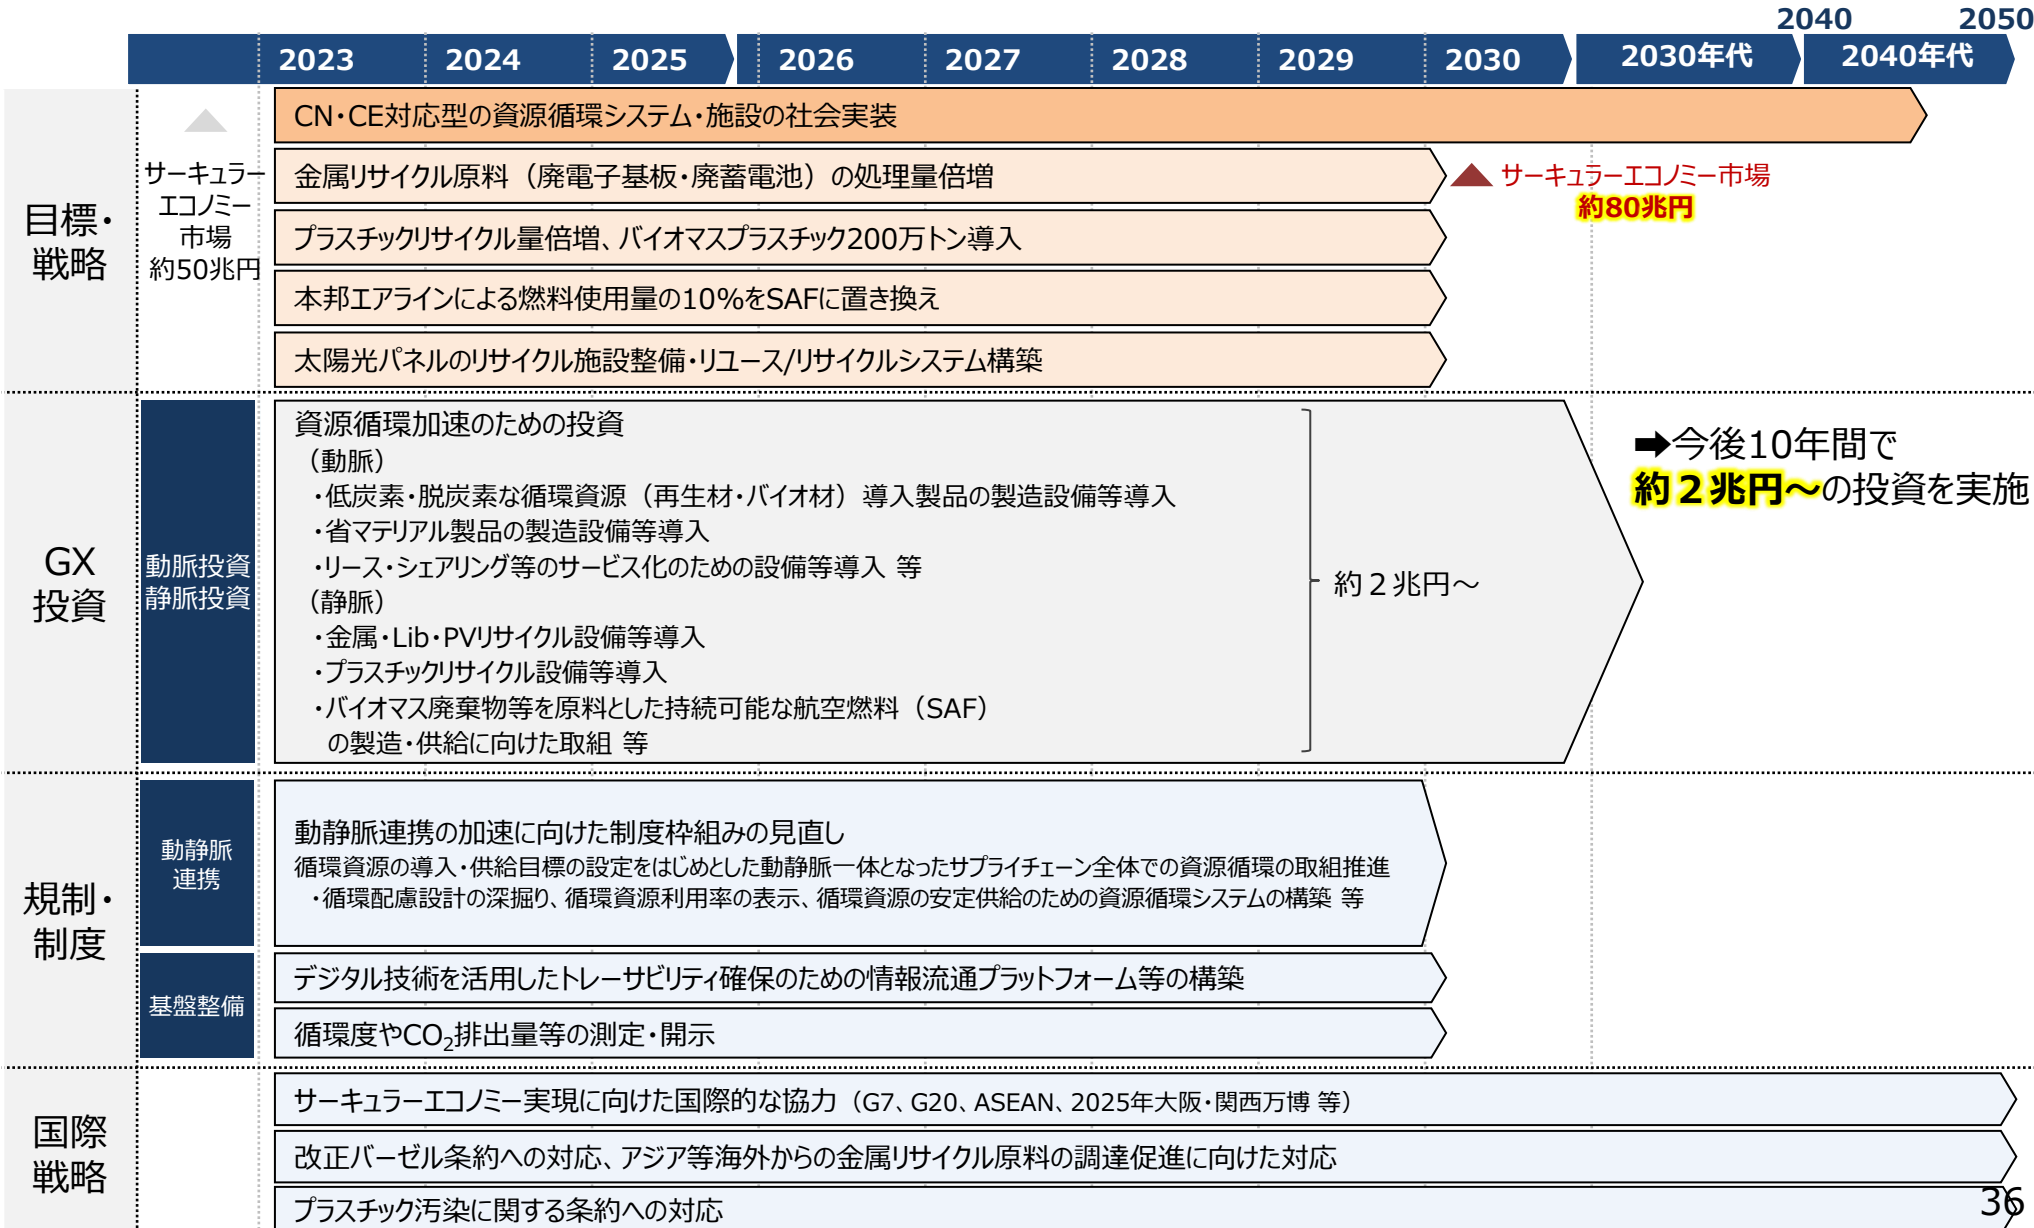 2040 2050
2023 2024 2025 2026 2027 2028 2029 2030 2030年代 2040年代
目標・
戦略
サーキュラー
エコノミー
市場
約50兆円
CN・CE対応型の資源循環システム・施設の社会実装
金属リサイクル原料（廃電子基板・廃蓄電池）の処理量倍増
サーキュラーエコノミー市場
約80兆円
プラスチックリサイクル量倍増、バイオマスプラスチック200万トン導入
本邦エアラインによる燃料使用量の10%をSAFに置き換え
太陽光パネルのリサイクル施設整備・リユース/リサイクルシステム構築
GX
投資
動脈投資
静脈投資
資源循環加速のための投資
（動脈）
・低炭素・脱炭素な循環資源（再生材・バイオ材）導入製品の製造設備等導入
・省マテリアル製品の製造設備等導入
・リース・シェアリング等のサービス化のための設備等導入 等
（静脈）
・金属・Lib・PVリサイクル設備等導入
・プラスチックリサイクル設備等導入
・バイオマス廃棄物等を原料とした持続可能な航空燃料（SAF）
の製造・供給に向けた取組 等
約２兆円～
➡今後10年間で
約２兆円～の投資を実施
規制・
制度
動静脈
連携
動静脈連携の加速に向けた制度枠組みの見直し
循環資源の導入・供給目標の設定をはじめとした動静脈一体となったサプライチェーン全体での資源循環の取組推進
・循環配慮設計の深掘り、循環資源利用率の表示、循環資源の安定供給のための資源循環システムの構築 等
基盤整備
デジタル技術を活用したトレーサビリティ確保のための情報流通プラットフォーム等の構築
循環度やCO₂排出量等の測定・開示
国際
戦略
サーキュラーエコノミー実現に向けた国際的な協力（G7、G20、ASEAN、2025年大阪・関西万博 等）
改正バーゼル条約への対応、アジア等海外からの金属リサイクル原料の調達促進に向けた対応
プラスチック汚染に関する条約への対応
36